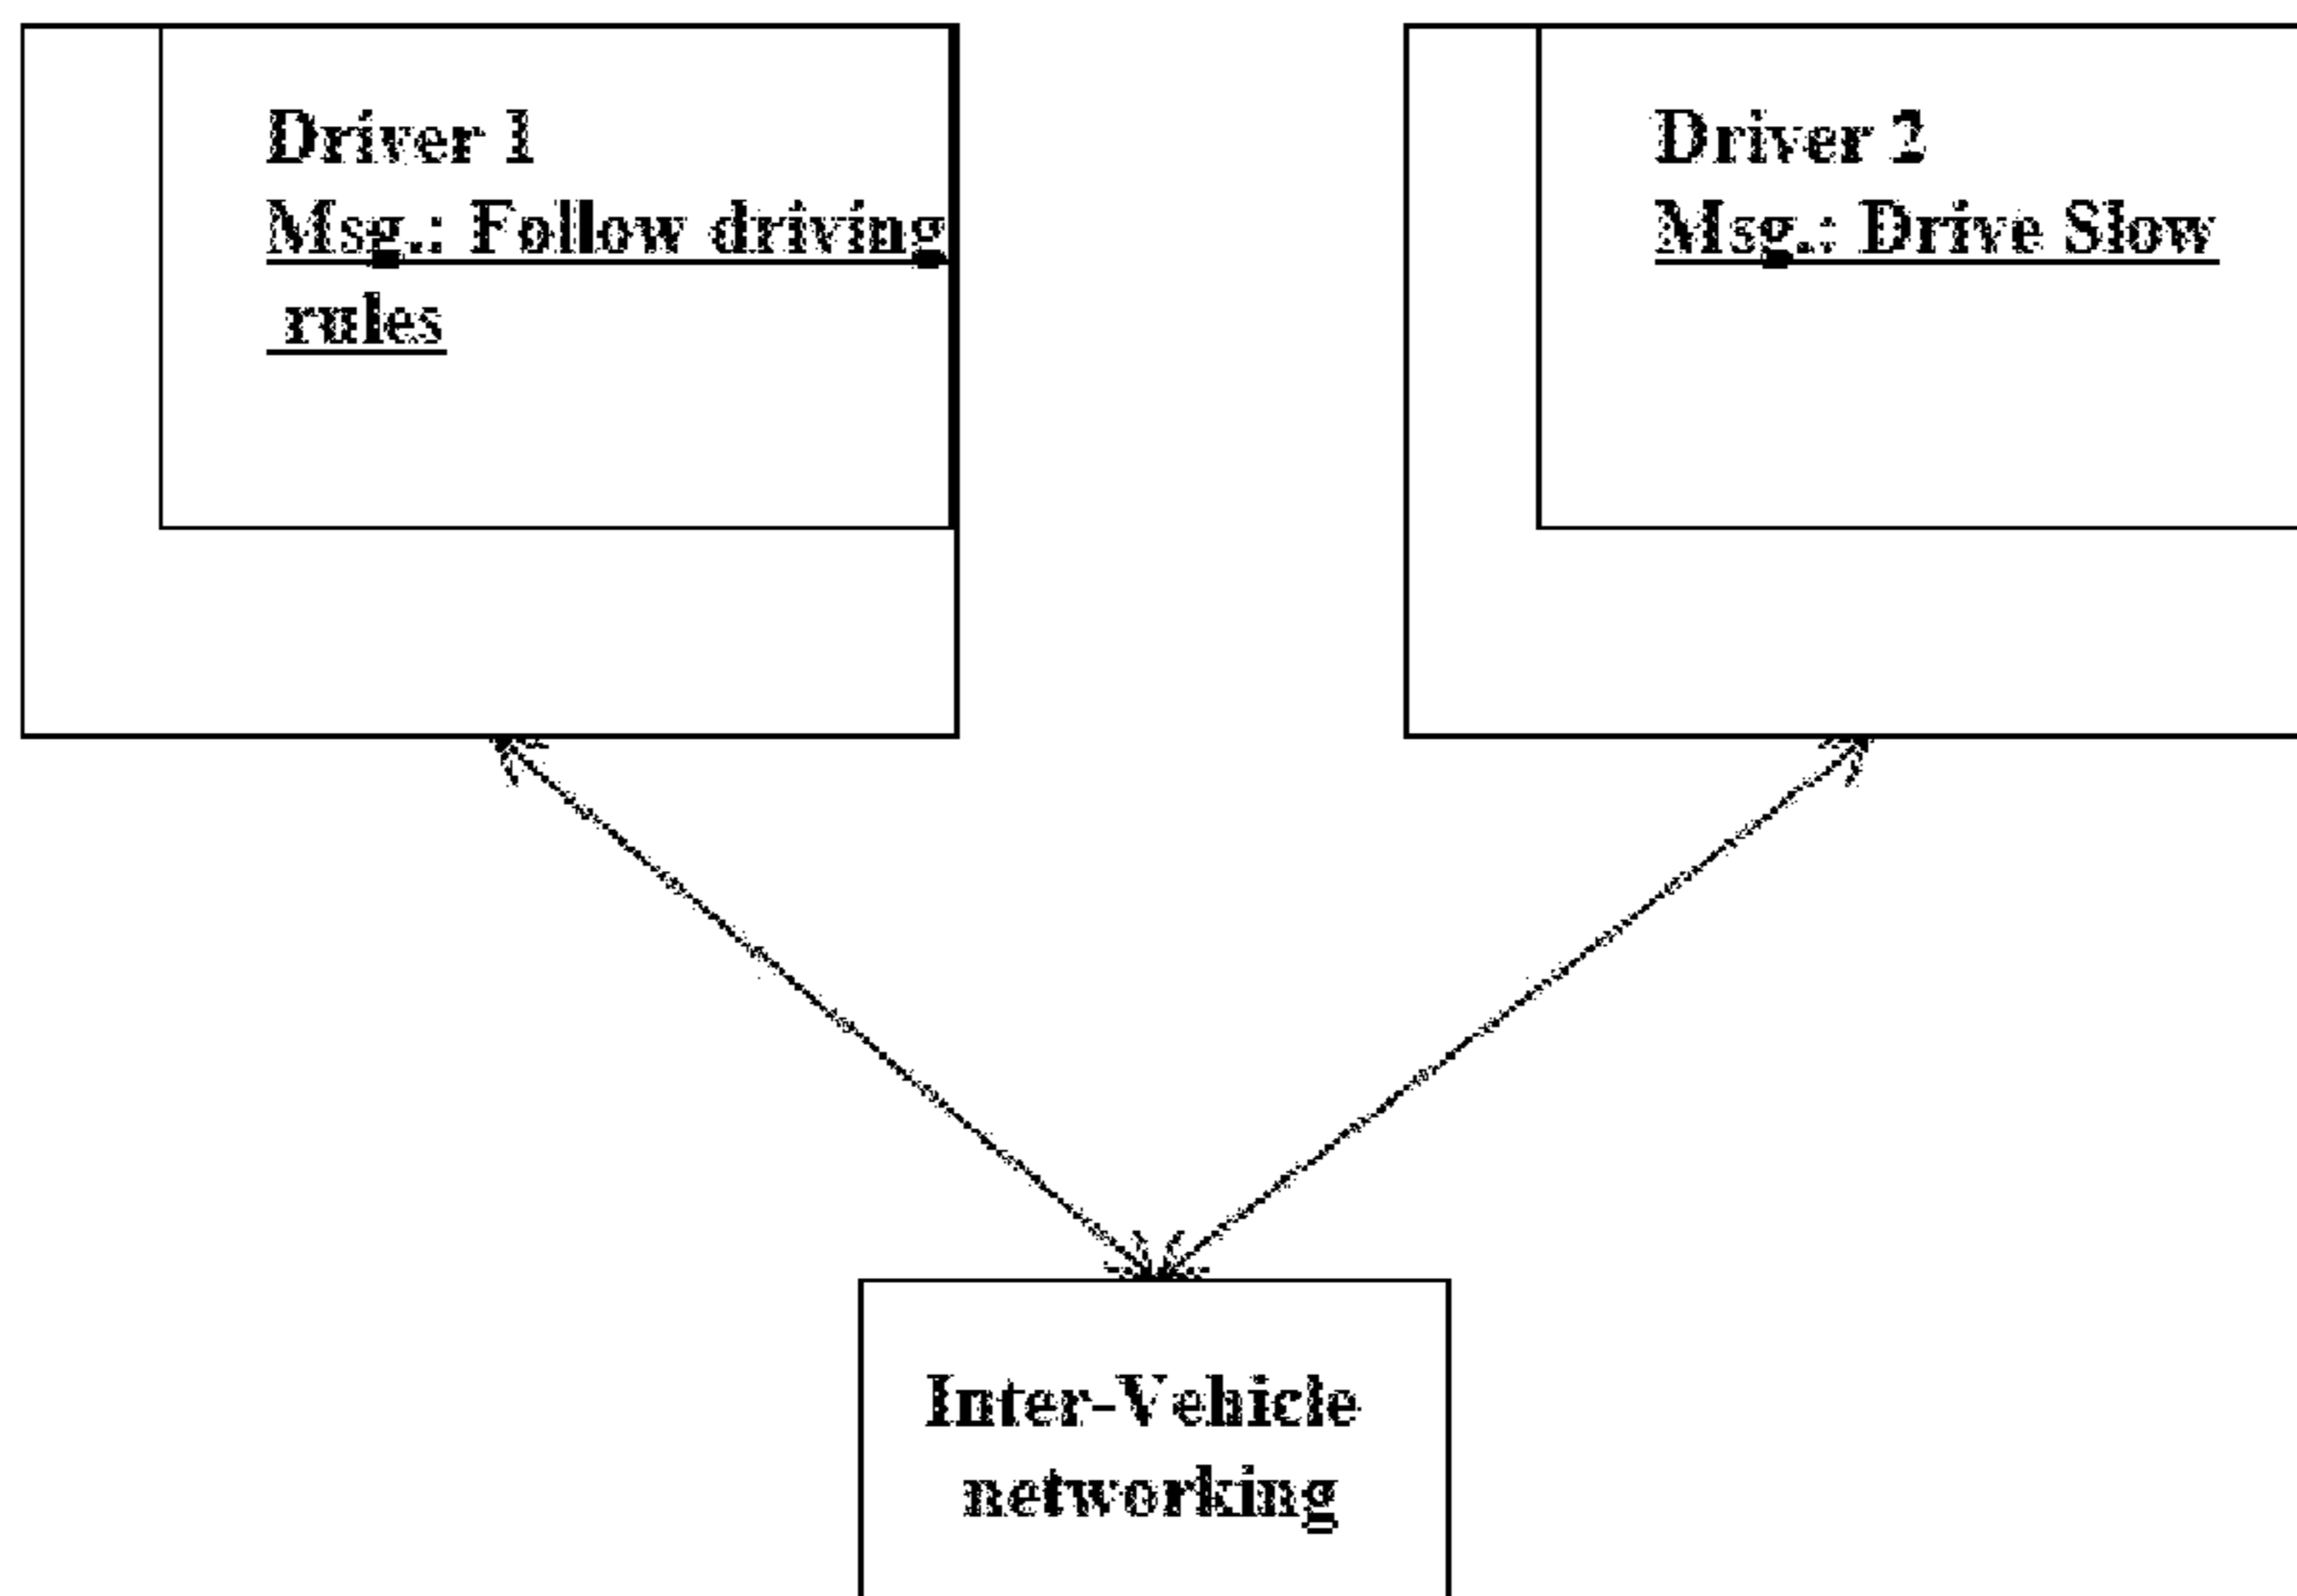 Driver 1
Msg.: Follow driving
rules
Driver 2
Msg.: Drive Slow
Inter-Vehicle
networking